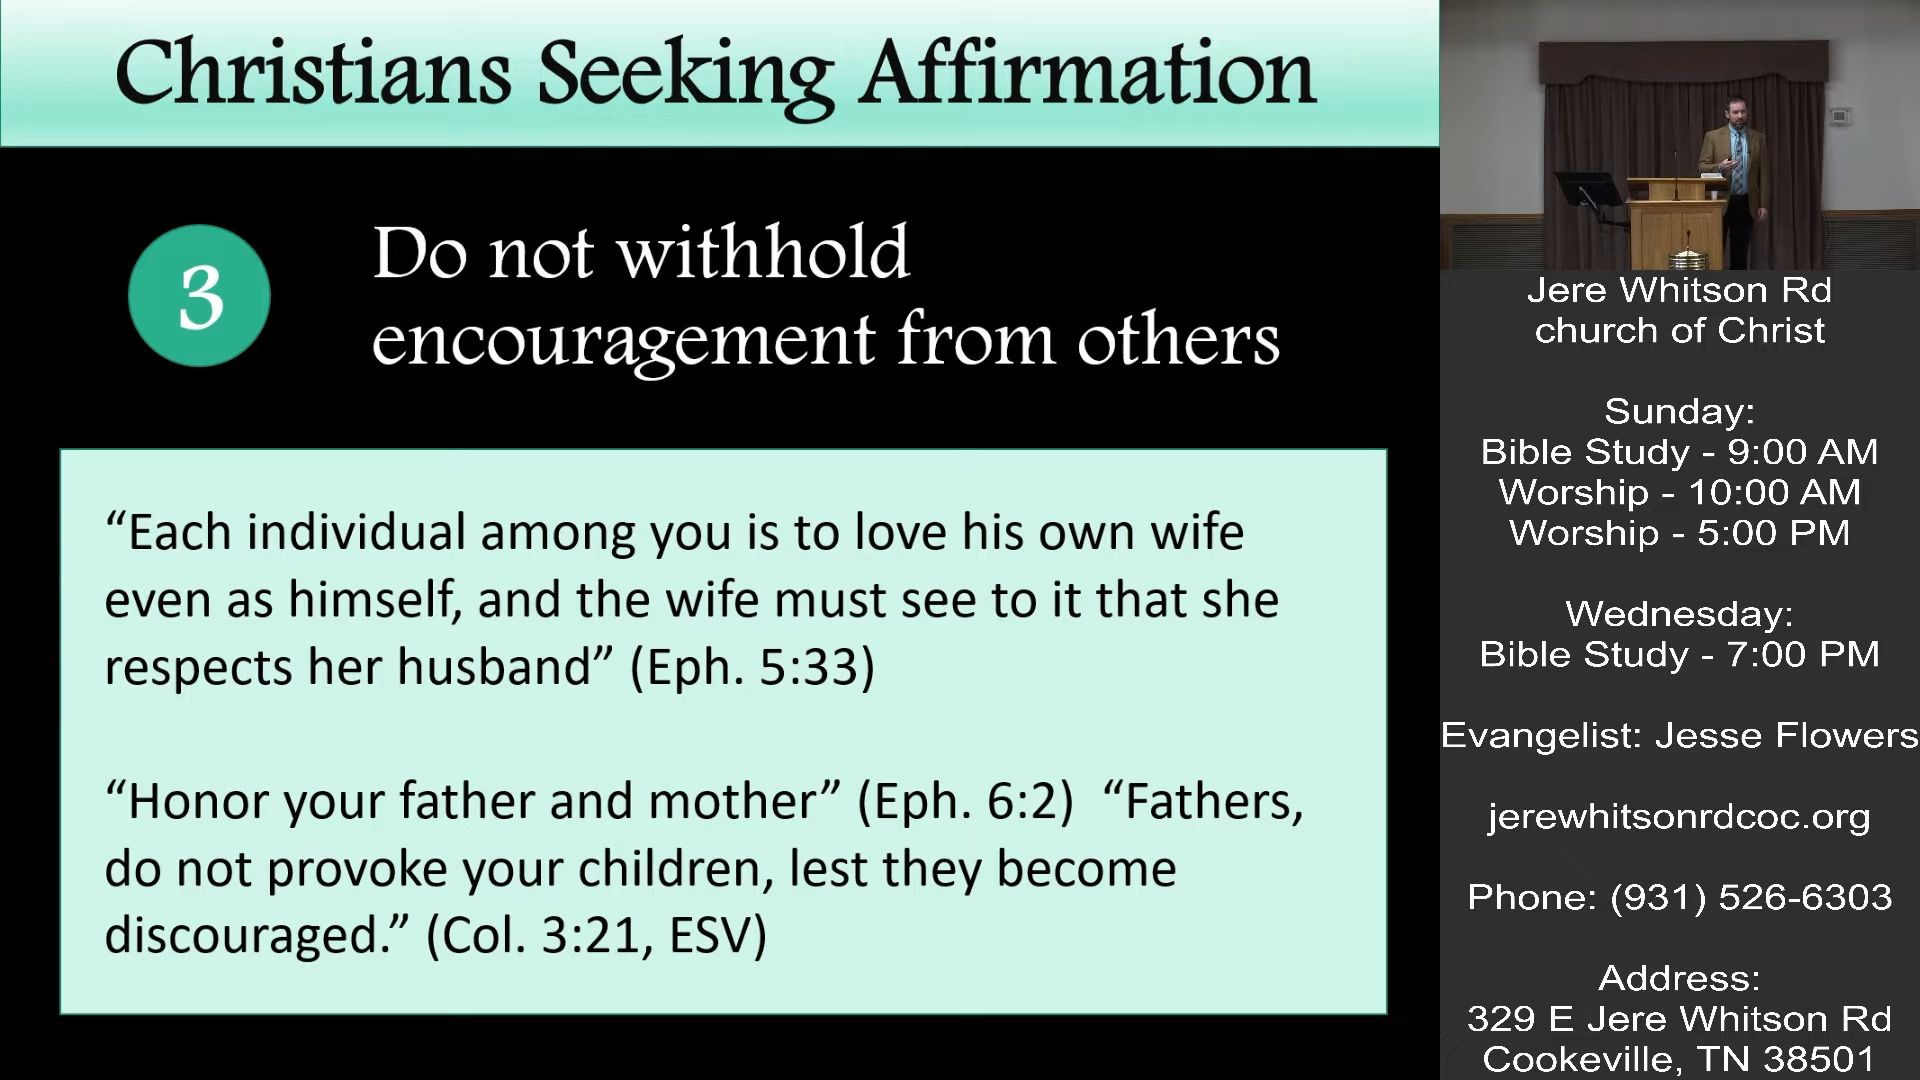 Christians Seeking Affirmation
3
Do not withhold
encouragement from others
“Each individual among you is to love his own wife
even as himself, and the wife must see to it that she
respects her husband” (Eph. 5:33)
“Honor your father and mother” (Eph. 6:2)  “Fathers,
do not provoke your children, lest they become
discouraged.” (Col. 3:21, ESV)
Jere Whitson Rd
church of Christ
Sunday:
Bible Study - 9:00 AM
Worship - 10:00 AM
Worship - 5:00 PM
Wednesday:
Bible Study - 7:00 PM
Evangelist: Jesse Flowers
jerewhitsonrdcoc.org
Phone: (931) 526-6303
Address:
329 E Jere Whitson Rd
Cookeville, TN 38501